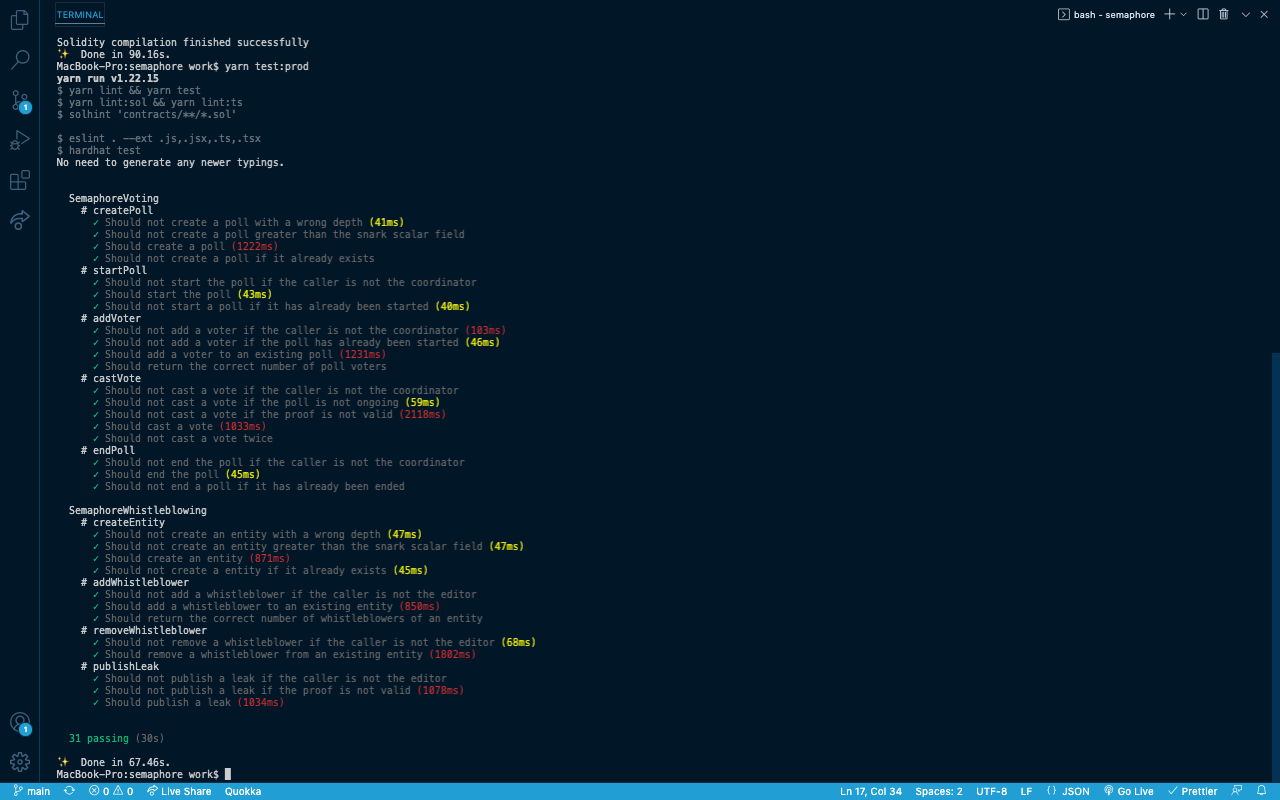 TERMINAL
bash - semaphore
Solidity compilation finished successfully
✨ Done in 90.16s.
MacBook-Pro:semaphore work$ yarn test:prod
yarn run v1.22.15
$ yarn lint && yarn test
$ yarn lint:sol && yarn lint:ts
$ solhint 'contracts/**/*.sol'
$ eslint . --ext .js,.jsx,.ts,.tsx
$ hardhat test
No need to generate any newer typings.
SemaphoreVoting
# createPoll
✓ Should not create a poll with a wrong depth (41ms)
✓ Should not create a poll greater than the snark scalar field
✓ Should create a poll (1222ms)
✓ Should not create a poll if it already exists
# startPoll
✓ Should not start the poll if the caller is not the coordinator
✓ Should start the poll (43ms)
✓ Should not start a poll if it has already been started (40ms)
# addVoter
✓ Should not add a voter if the caller is not the coordinator (103ms)
✓ Should not add a voter if the poll has already been started (46ms)
✓ Should add a voter to an existing poll (1231ms)
✓ Should return the correct number of poll voters
# castVote
✓ Should not cast a vote if the caller is not the coordinator
✓ Should not cast a vote if the poll is not ongoing (59ms)
✓ Should not cast a vote if the proof is not valid (2118ms)
✓ Should cast a vote (1033ms)
✓ Should not cast a vote twice
# endPoll
✓ Should not end the poll if the caller is not the coordinator
✓ Should end the poll (45ms)
✓ Should not end a poll if it has already been ended
SemaphoreWhistleblowing
# createEntity
✓ Should not create an entity with a wrong depth (47ms)
✓ Should not create an entity greater than the snark scalar field (47ms)
✓ Should create an entity (871ms)
✓ Should not create a entity if it already exists (45ms)
# addWhistleblower
✓ Should not add a whistleblower if the caller is not the editor
✓ Should add a whistleblower to an existing entity (850ms)
✓ Should return the correct number of whistleblowers of an entity
# removeWhistleblower
✓ Should not remove a whistleblower if the caller is not the editor (68ms)
✓ Should remove a whistleblower from an existing entity (1802ms)
# publishLeak
✓ Should not publish a leak if the caller is not the editor
✓ Should not publish a leak if the proof is not valid (1078ms)
✓ Should publish a leak (1034ms)
31 passing (30s)
✨ Done in 67.46s.
MacBook-Pro:semaphore work$
1
1
main 0 0 Live Share Quokka Ln 17, Col 34 Spaces: 2 UTF-8 LF {} JSON Go Live ✓ Prettier